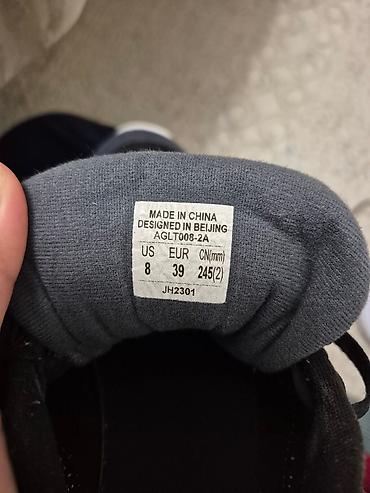 MADE IN CHINA
DESIGNED IN BEIJING
AGLT008-2A
US EUR CN(mm)
8 39 245(2)
JH2301